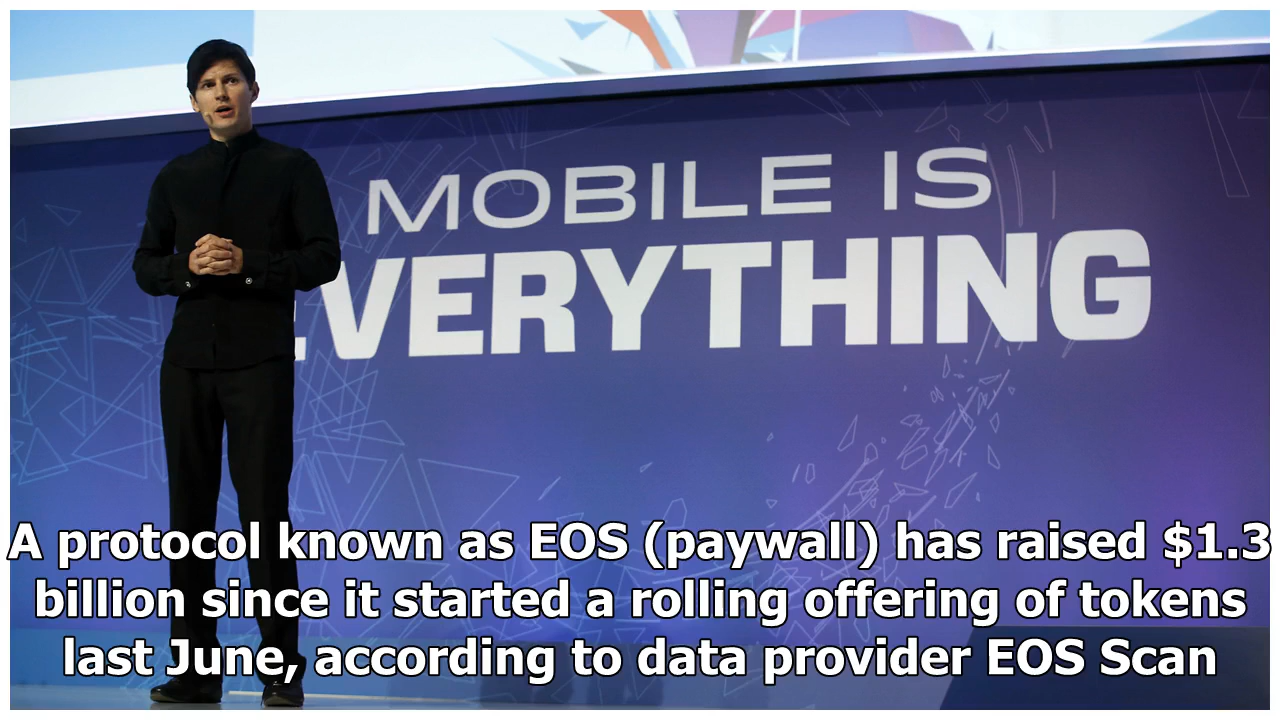 MOBILE IS
EVERYTHING
A protocol known as EOS (paywall) has raised $1.3
billion since it started a rolling offering of tokens
last June, according to data provider EOS Scan